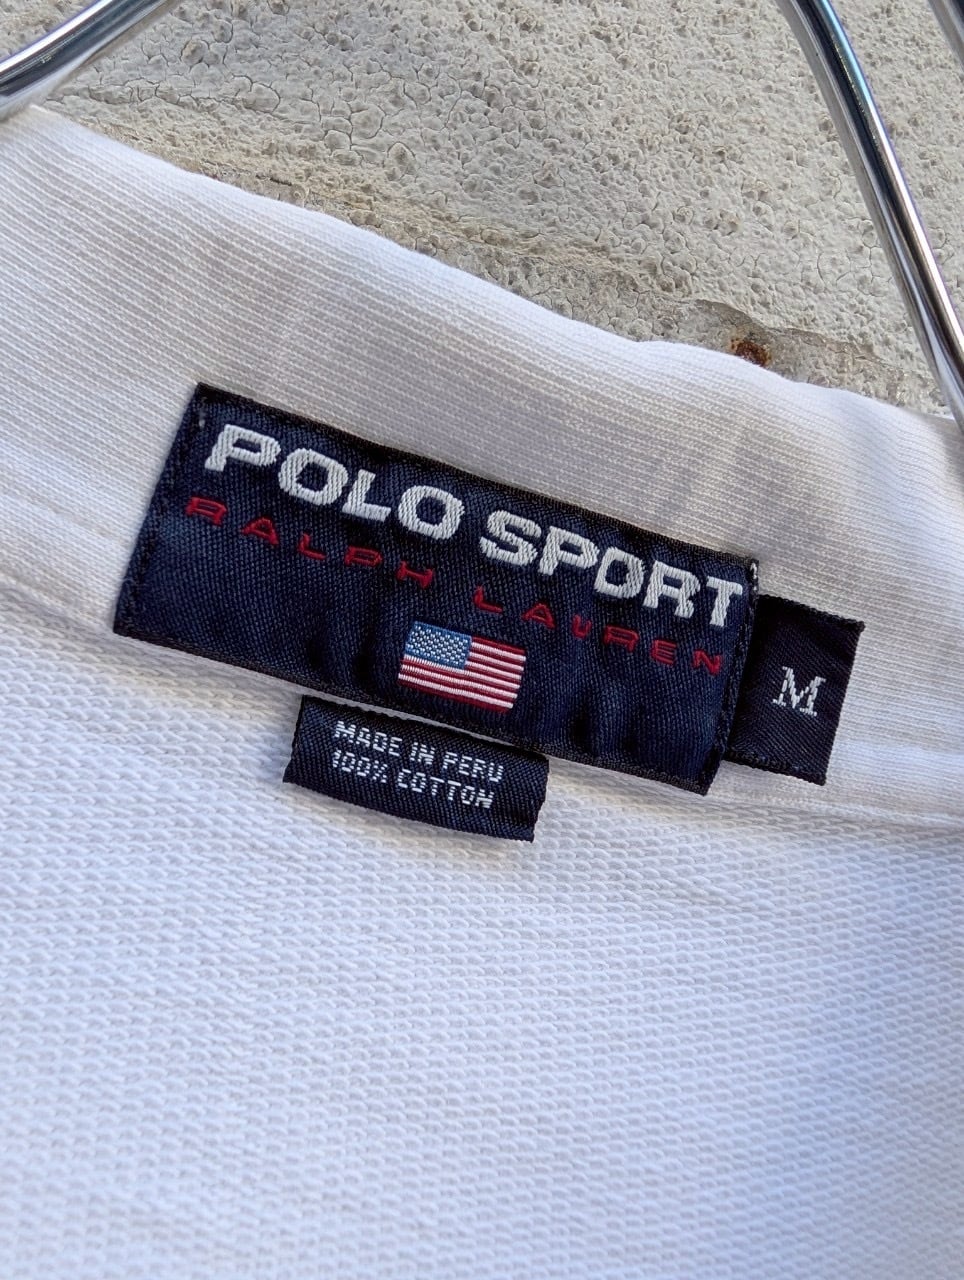 POLO SPORT
RALPH LAUREN
M
MADE IN PERU
100% COTTON